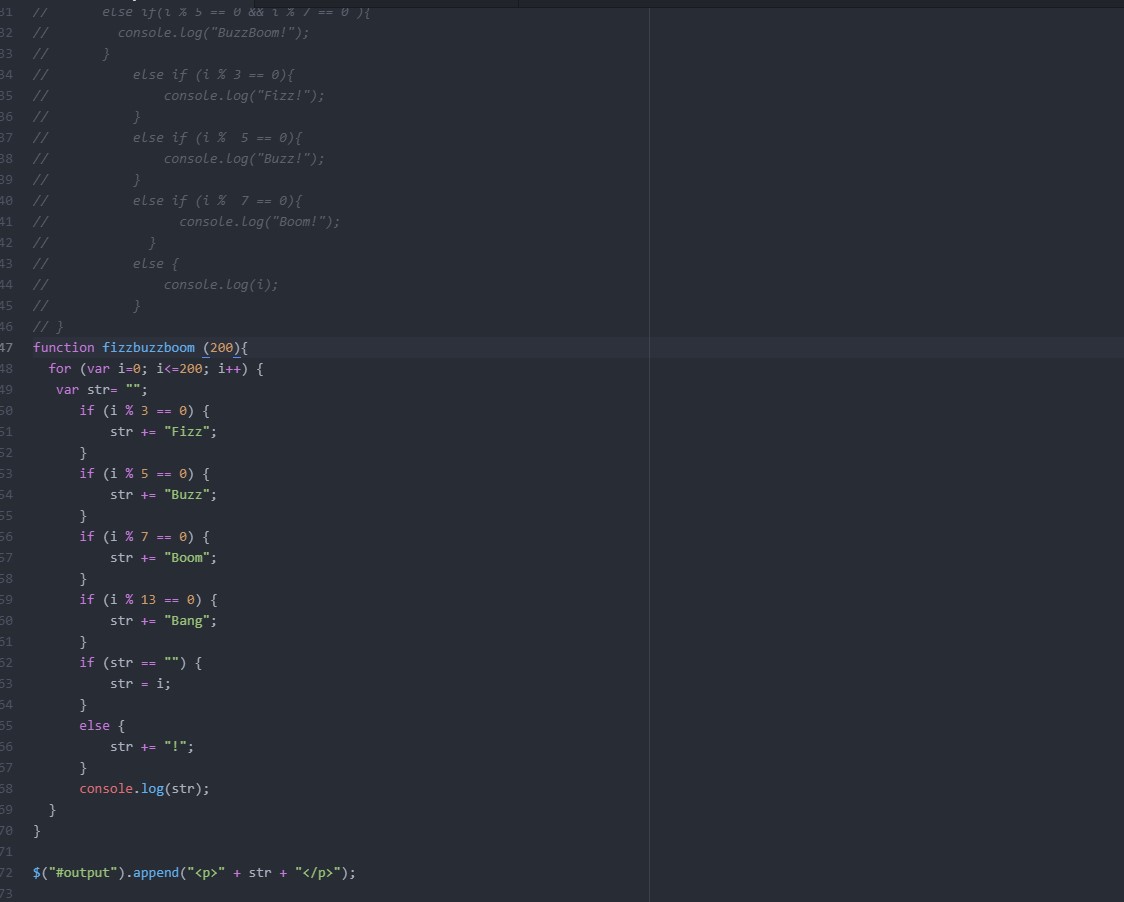 31 //       else if(i % 5 == 0 && i % 7 == 0 ){
32 //         console.log("BuzzBoom!");
33 //       }
34 //           else if (i % 3 == 0){
35 //               console.log("Fizz!");
36 //           }
37 //           else if (i %  5 == 0){
38 //               console.log("Buzz!");
39 //           }
40 //           else if (i %  7 == 0){
41 //                 console.log("Boom!");
42 //             }
43 //           else {
44 //               console.log(i);
45 //           }
46 // }
47 function fizzbuzzboom (200){
48   for (var i=0; i<=200; i++) {
49    var str= "";
50       if (i % 3 == 0) {
51           str += "Fizz";
52       }
53       if (i % 5 == 0) {
54           str += "Buzz";
55       }
56       if (i % 7 == 0) {
57           str += "Boom";
58       }
59       if (i % 13 == 0) {
60           str += "Bang";
61       }
62       if (str == "") {
63           str = i;
64       }
65       else {
66           str += "!";
67       }
68       console.log(str);
69   }
70 }
71
72 $("#output").append("<p>" + str + "</p>");
73